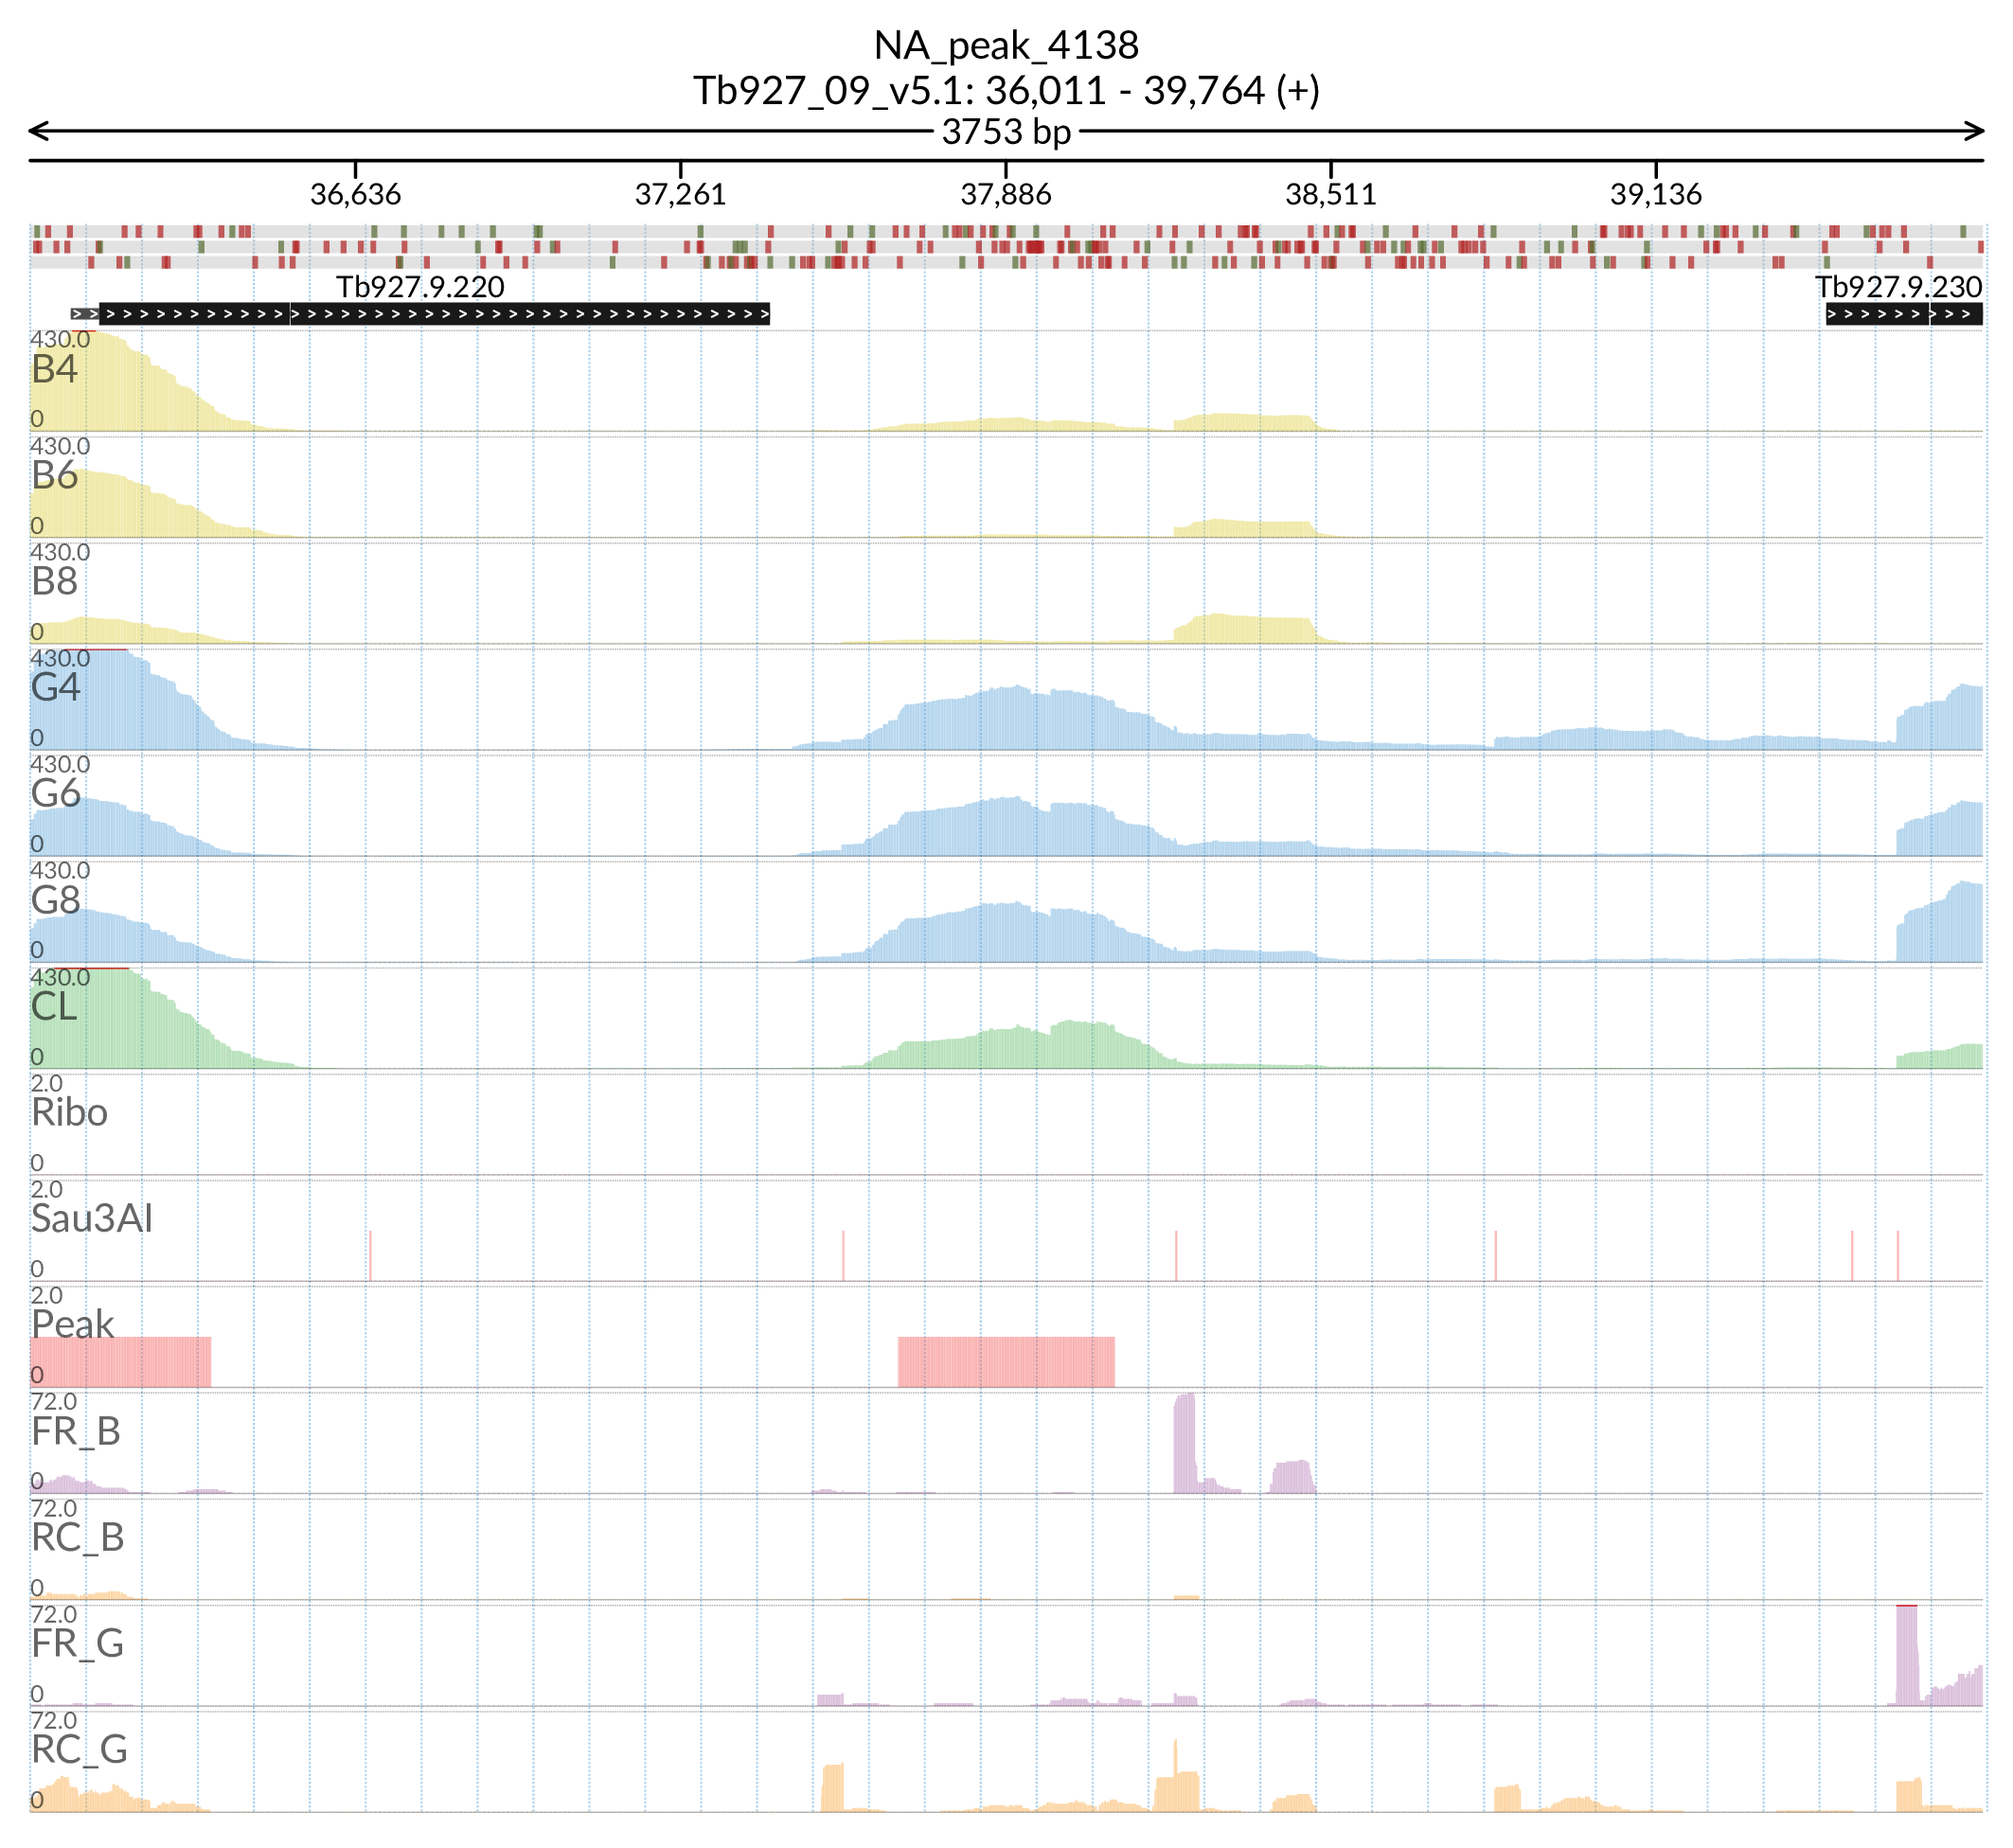 NA_peak_4138
Tb927_09_v5.1: 36,011 - 39,764 (+)
3753 bp
36,636 37,261 37,886 38,511 39,136
Tb927.9.220 Tb927.9.230
430.0
B4
0
430.0
B6
0
430.0
B8
0
430.0
G4
0
430.0
G6
0
430.0
G8
0
430.0
CL
0
2.0
Ribo
0
2.0
Sau3AI
0
2.0
Peak
0
72.0
FR_B
0
72.0
RC_B
0
72.0
FR_G
0
72.0
RC_G
0